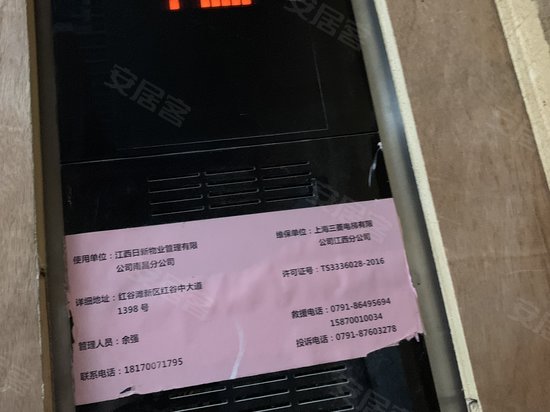 安居客
安居客
使用单位：江西日新物业管理有限
公司南昌分公司
详细地址：红谷滩新区红谷中大道
1398号
管理人员：余强
联系电话：18170071795
维保单位：上海三菱电梯有限
公司江西分公司
许可证号：TS3336028-2016
救援电话：0791-86495694
15870010034
投诉电话：0791-87603278